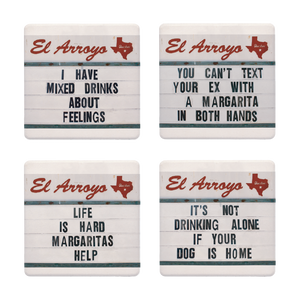 El Arroyo
I HAVE
MIXED DRINKS
ABOUT
FEELINGS
El Arroyo
YOU CAN'T TEXT
YOUR EX WITH
A MARGARITA
IN BOTH HANDS
El Arroyo
LIFE
IS HARD
MARGARITAS
HELP
El Arroyo
IT'S NOT
DRINKING ALONE
IF YOUR
DOG IS HOME